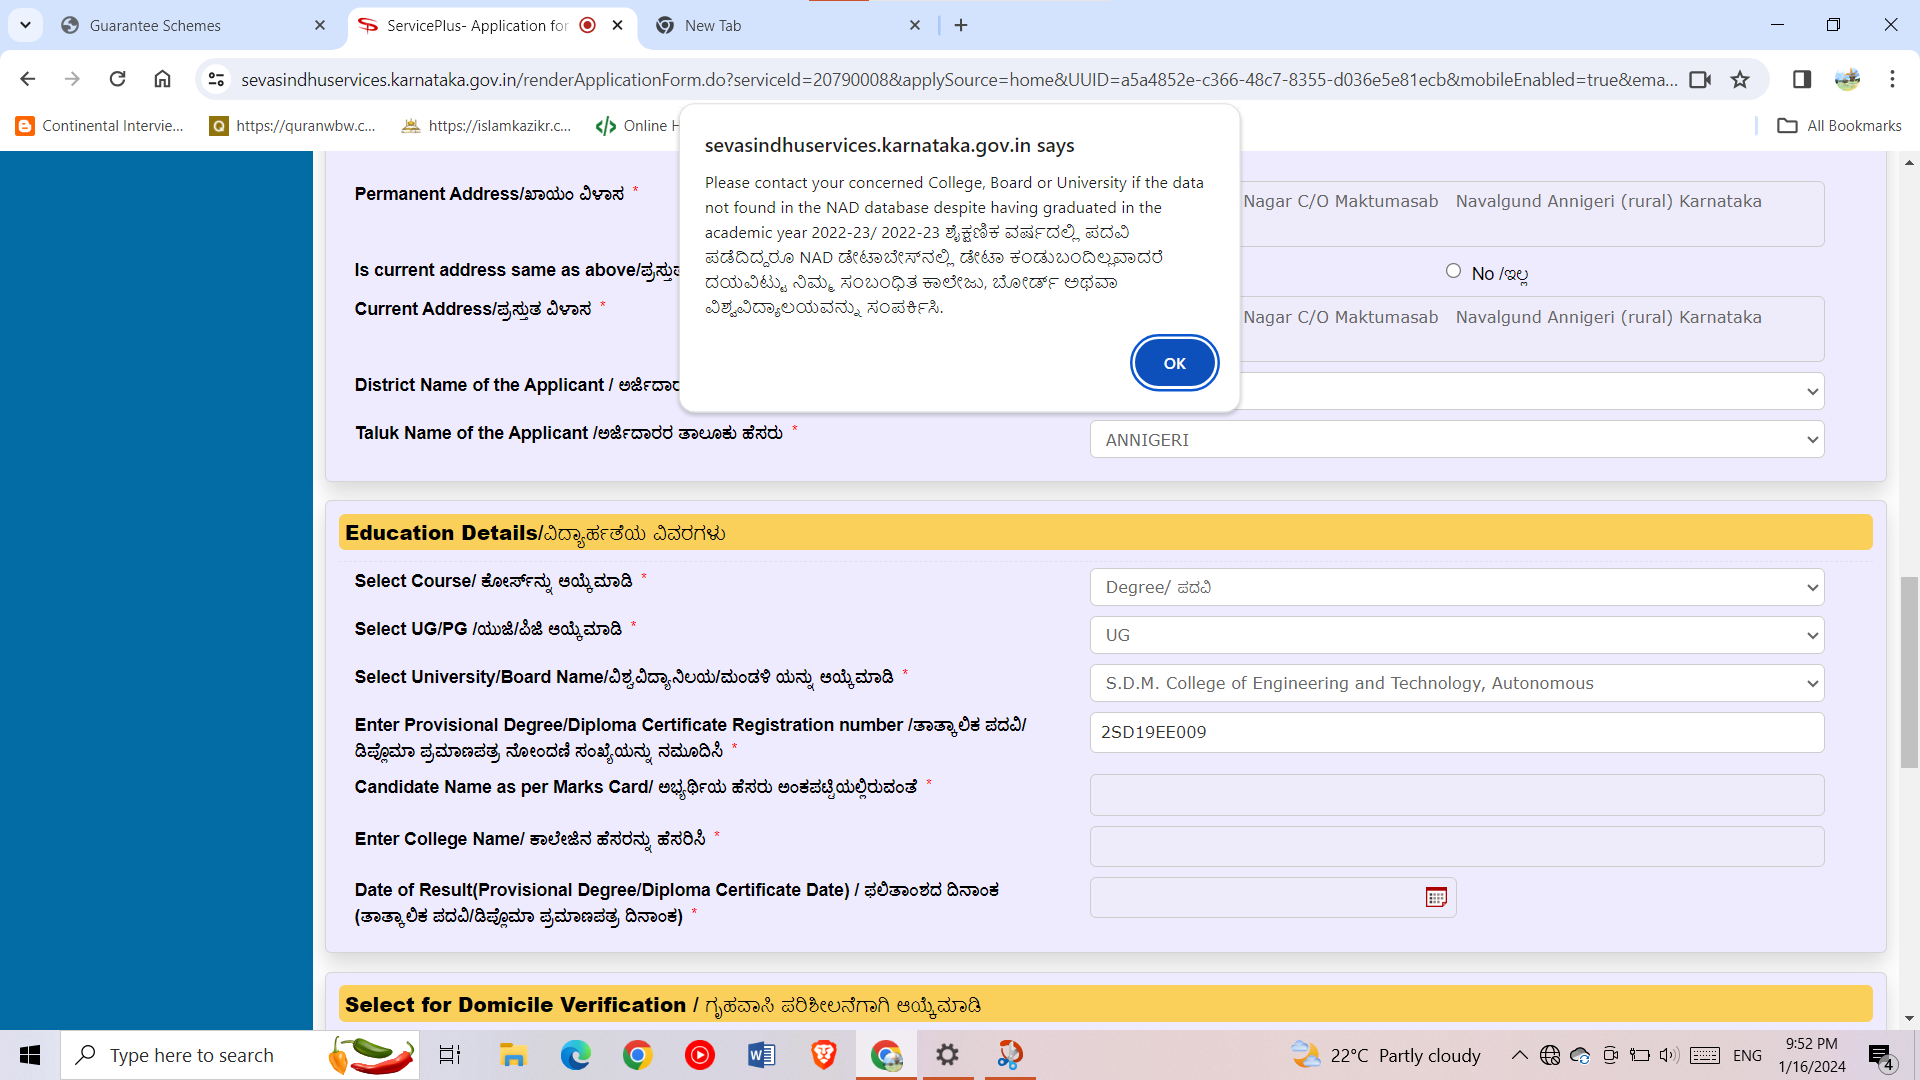 Guarantee Schemes
ServicePlus- Application for
New Tab
sevasindhuservices.karnataka.gov.in/renderApplicationForm.do?serviceId=20790008&applySource=home&UUID=a5a4852e-c366-48c7-8355-d036e5e81ecb&mobileEnabled=true&ema...
Continental Intervie...
https://quranwbw.c...
https://islamkazikr.c...
Online H
All Bookmarks
sevasindhuservices.karnataka.gov.in says
Please contact your concerned College, Board or University if the data
not found in the NAD database despite having graduated in the
academic year 2022-23/ 2022-23 ಶೈಕ್ಷಣಿಕ ವರ್ಷದಲ್ಲಿ ಪದವಿ
ಪಡೆದಿದ್ದರೂ NAD ಡೇಟಾಬೇಸ್‌ನಲ್ಲಿ ಡೇಟಾ ಕಂಡುಬಂದಿಲ್ಲವಾದರೆ
ದಯವಿಟ್ಟು ನಿಮ್ಮ ಸಂಬಂಧಿತ ಕಾಲೇಜು, ಬೋರ್ಡ್ ಅಥವಾ
ವಿಶ್ವವಿದ್ಯಾಲಯವನ್ನು ಸಂಪರ್ಕಿಸಿ.
OK
Permanent Address/ಖಾಯಂ ವಿಳಾಸ *
Nagar C/O Maktumasab Navalgund Annigeri (rural) Karnataka
Is current address same as above/ಪ್ರಸ್ತುತ
No /ಇಲ್ಲ
Current Address/ಪ್ರಸ್ತುತ ವಿಳಾಸ *
Nagar C/O Maktumasab Navalgund Annigeri (rural) Karnataka
District Name of the Applicant / ಅರ್ಜಿದಾರ
Taluk Name of the Applicant /ಅರ್ಜಿದಾರರ ತಾಲೂಕು ಹೆಸರು *
ANNIGERI
Education Details/ವಿದ್ಯಾರ್ಹತೆಯ ವಿವರಗಳು
Select Course/ ಕೋರ್ಸ್‌ನ್ನು ಆಯ್ಕೆಮಾಡಿ *
Degree/ ಪದವಿ
Select UG/PG /ಯುಜಿ/ಪಿಜಿ ಆಯ್ಕೆಮಾಡಿ *
UG
Select University/Board Name/ವಿಶ್ವವಿದ್ಯಾನಿಲಯ/ಮಂಡಳಿ ಯನ್ನು ಆಯ್ಕೆಮಾಡಿ *
S.D.M. College of Engineering and Technology, Autonomous
Enter Provisional Degree/Diploma Certificate Registration number /ತಾತ್ಕಾಲಿಕ ಪದವಿ/
ಡಿಪ್ಲೊಮಾ ಪ್ರಮಾಣಪತ್ರ ನೋಂದಣಿ ಸಂಖ್ಯೆಯನ್ನು ನಮೂದಿಸಿ *
2SD19EE009
Candidate Name as per Marks Card/ ಅಭ್ಯರ್ಥಿಯ ಹೆಸರು ಅಂಕಪಟ್ಟಿಯಲ್ಲಿರುವಂತೆ *
Enter College Name/ ಕಾಲೇಜಿನ ಹೆಸರನ್ನು ಹೆಸರಿಸಿ *
Date of Result(Provisional Degree/Diploma Certificate Date) / ಫಲಿತಾಂಶದ ದಿನಾಂಕ
(ತಾತ್ಕಾಲಿಕ ಪದವಿ/ಡಿಪ್ಲೊಮಾ ಪ್ರಮಾಣಪತ್ರ ದಿನಾಂಕ) *
Select for Domicile Verification / ಗೃಹವಾಸಿ ಪರಿಶೀಲನೆಗಾಗಿ ಆಯ್ಕೆಮಾಡಿ
Type here to search
22°C Partly cloudy
ENG
9:52 PM
1/16/2024
4